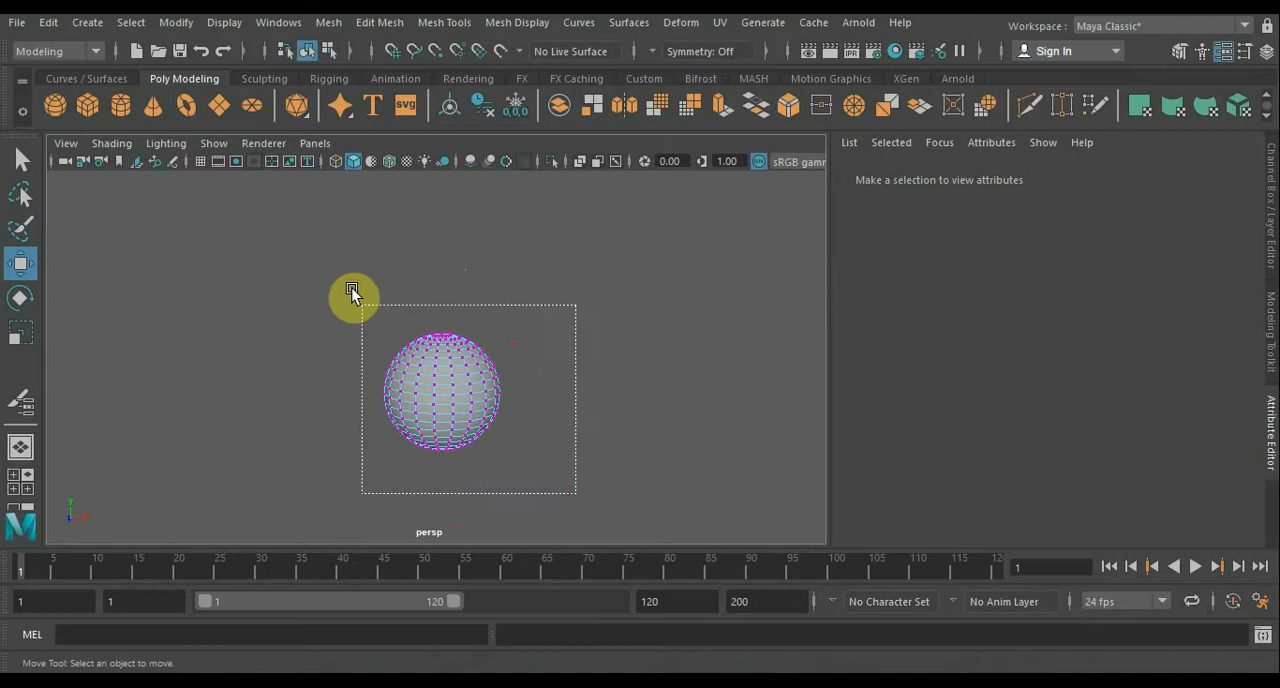 File Edit Create Select Modify Display Windows Mesh Edit Mesh Mesh Tools Mesh Display Curves Surfaces Deform UV Generate Cache Arnold Help
Workspace : Maya Classic*
Modeling No Live Surface Symmetry: Off Sign In
Curves / Surfaces Poly Modeling Sculpting Rigging Animation Rendering FX FX Caching Custom Bifrost MASH Motion Graphics XGen Arnold
T svg 0,0,0
View Shading Lighting Show Renderer Panels
List Selected Focus Attributes Show Help
IPR 0.00 1.00 ON sRGB gamm
Make a selection to view attributes
Channel Box / Layer Editor
Modeling Toolkit
Attribute Editor
y
persp
5 10 15 20 25 30 35 40 45 50 55 60 65 70 75 80 85 90 95 100 105 110 115 12
1 1
1 1 1 120 120 200 No Character Set No Anim Layer 24 fps
MEL
Move Tool: Select an object to move.